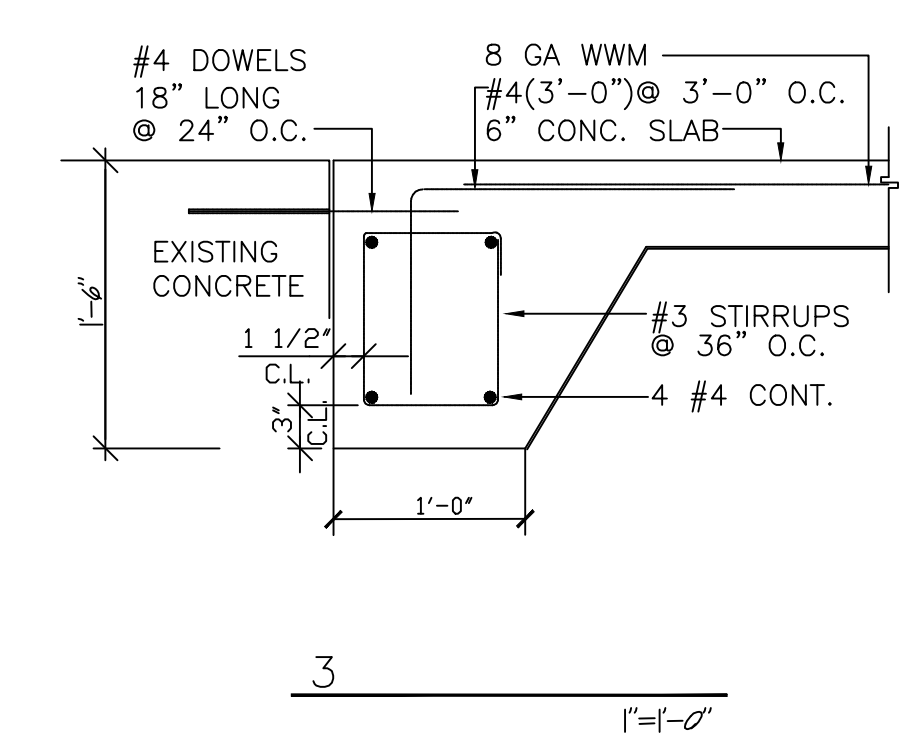 #4 DOWELS
18" LONG
@ 24" O.C.
8 GA WWM
#4(3'-0")@ 3'-0" O.C.
6" CONC. SLAB
EXISTING
CONCRETE
1'-6"
1 1/2"
C.L.
3"
C.L.
#3 STIRRUPS
@ 36" O.C.
4 #4 CONT.
1'-0"
3
1"=1'-0"